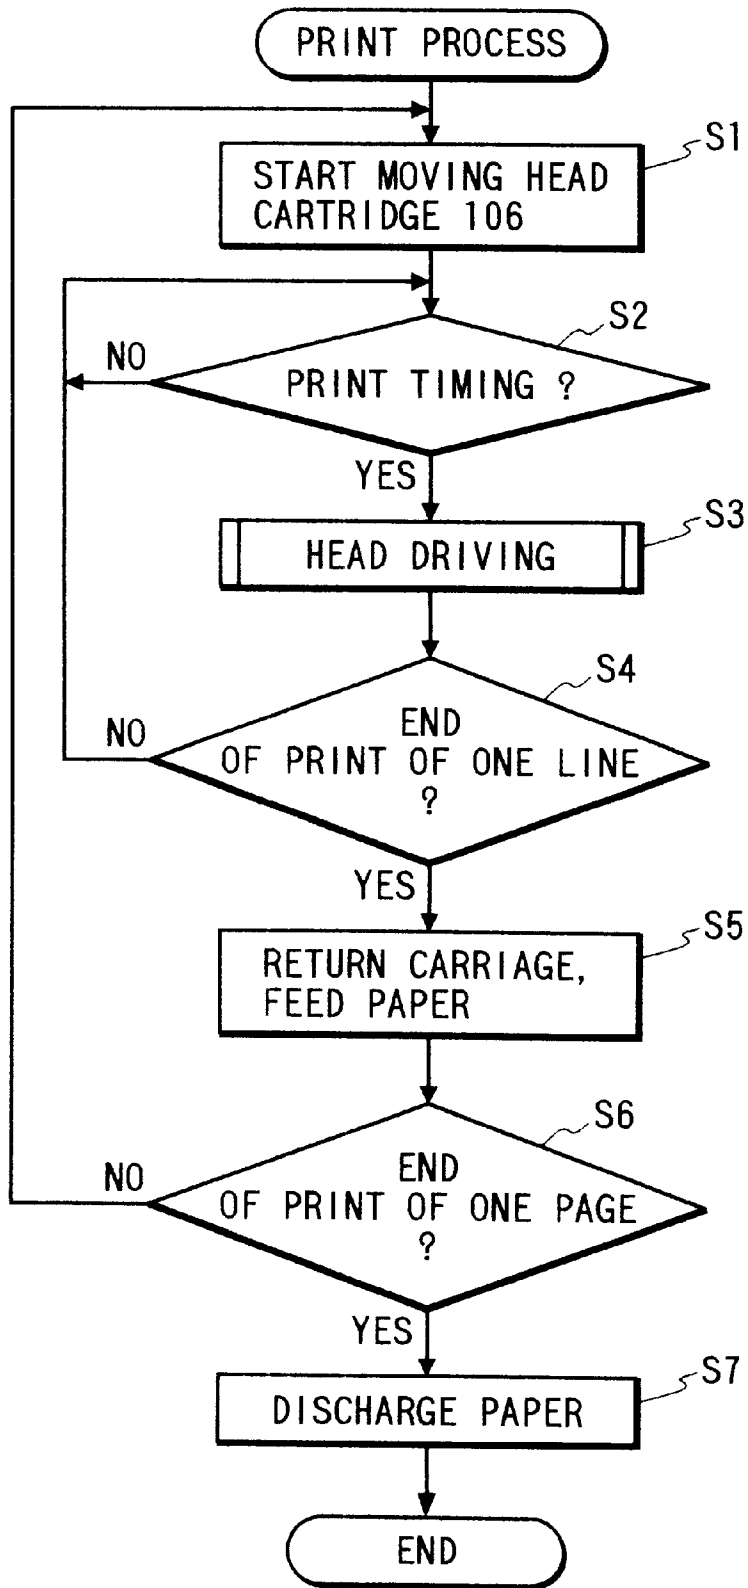 PRINT PROCESS
S1
START MOVING HEAD
CARTRIDGE 106
S2
NO
PRINT TIMING ?
YES
S3
HEAD DRIVING
S4
NO
END
OF PRINT OF ONE LINE
?
YES
S5
RETURN CARRIAGE,
FEED PAPER
S6
NO
END
OF PRINT OF ONE PAGE
?
YES
S7
DISCHARGE PAPER
END